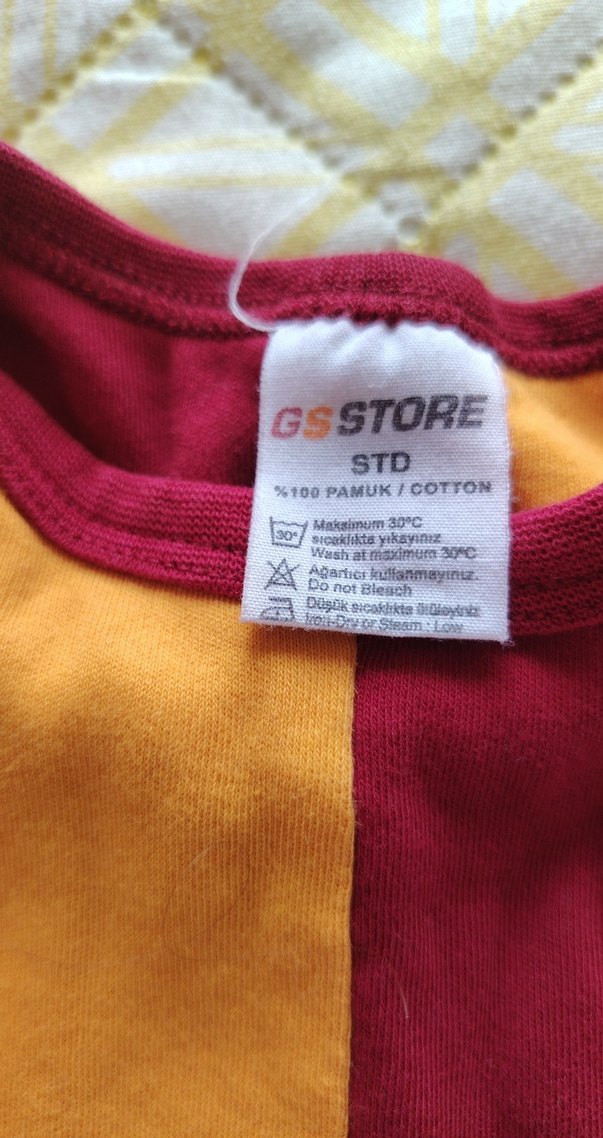 GS STORE
STD
%100 PAMUK / COTTON
30°
Maksimum 30°C
sıcaklıkta yıkayınız
Wash at maximum 30°C
Ağartıcı kullanmayınız.
Do not Bleach
Düşük sıcaklıkta ütüleyiniz
Iron-Dry or Steam - Low